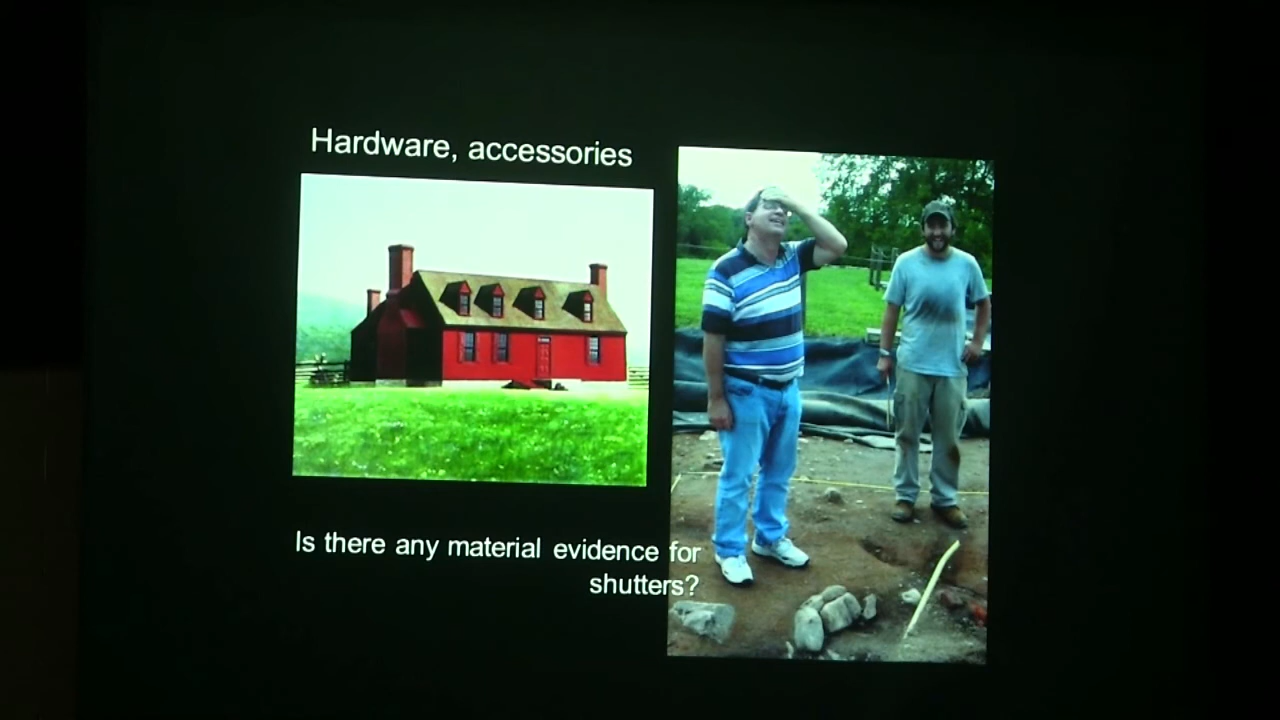 Hardware, accessories
Is there any material evidence for
shutters?